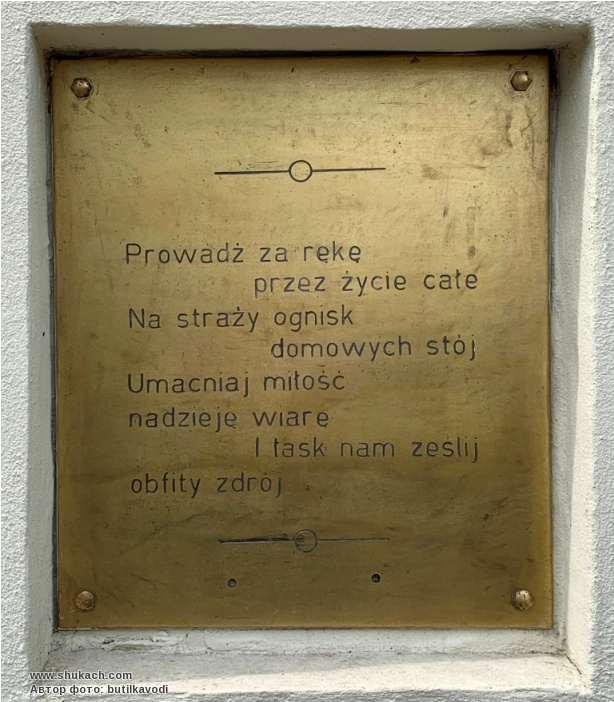 Prowadż za rękę
przez życie całe
Na straży ognisk
domowych stój
Umacniaj miłość
nadzieję wiarę
I łask nam ześlij
obfity zdrój
www.shukach.com
Автор фото: butilkavodi